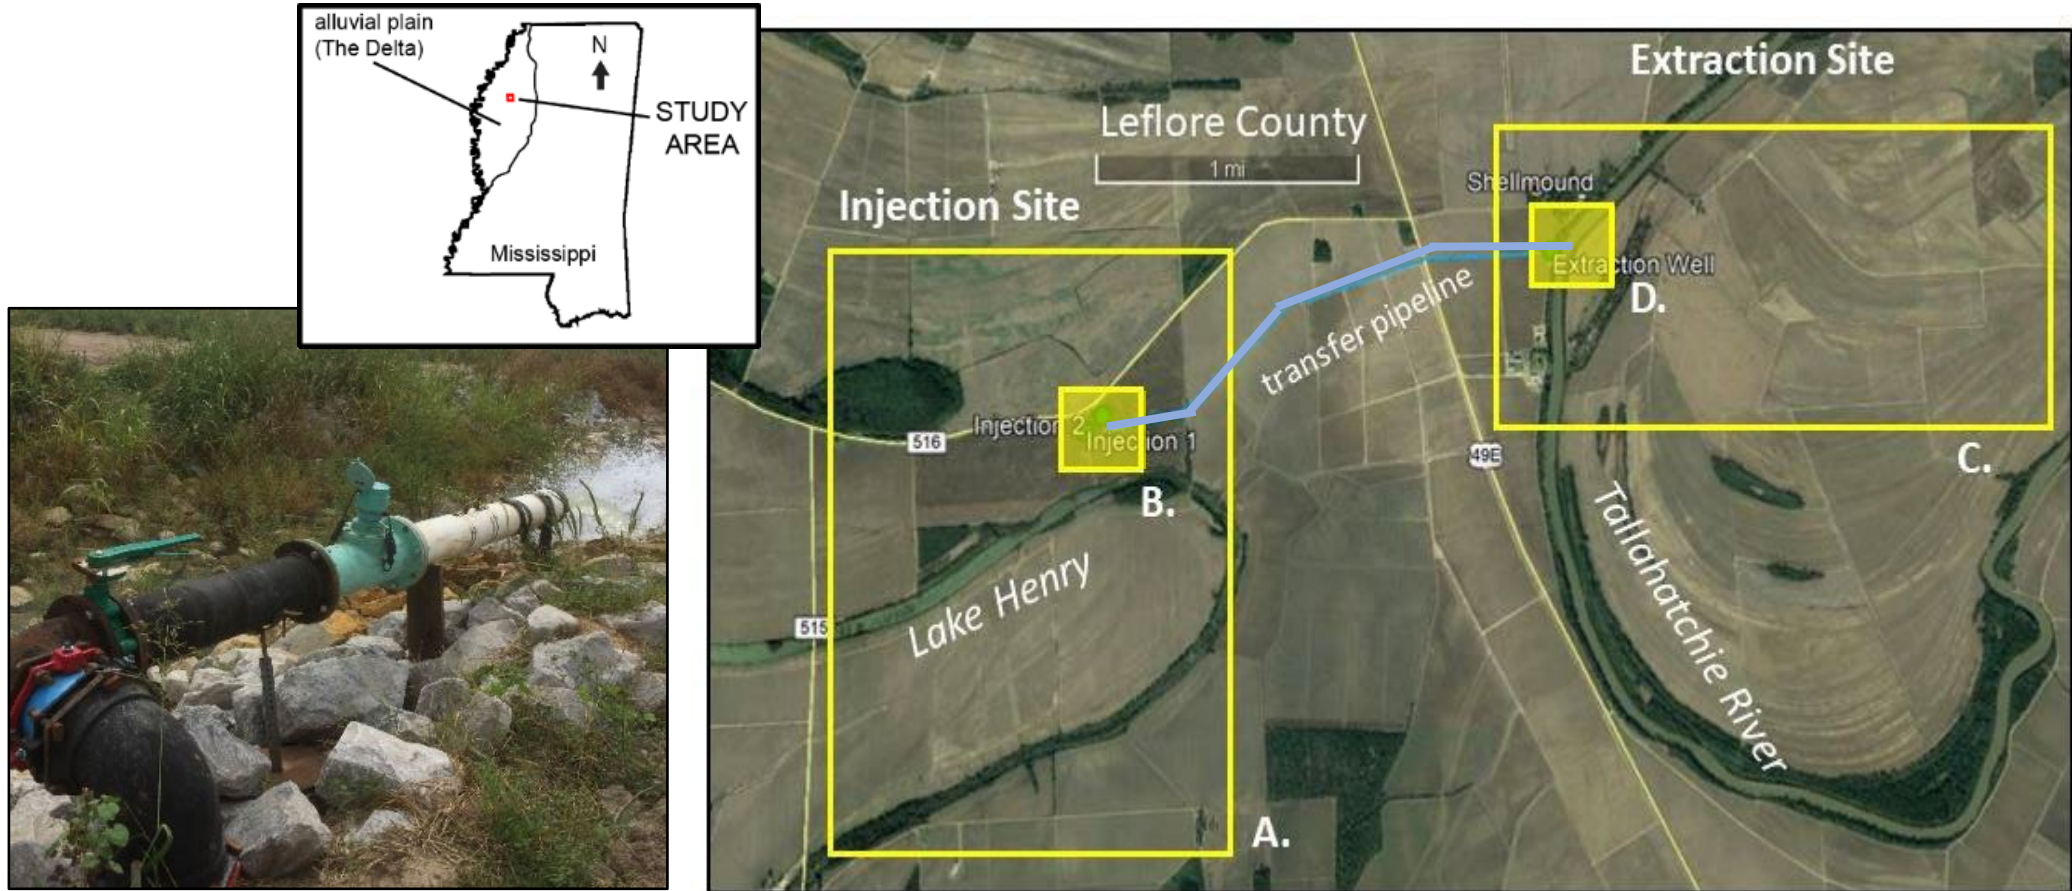 alluvial plain
(The Delta)
N
STUDY
AREA
Mississippi
Extraction Site
Leflore County
1 mi
Shellmound
Injection Site
Extraction Well
D.
transfer pipeline
Injection 2
Injection 1
516
49E
C.
B.
Tallahatchie River
Lake Henry
515
A.